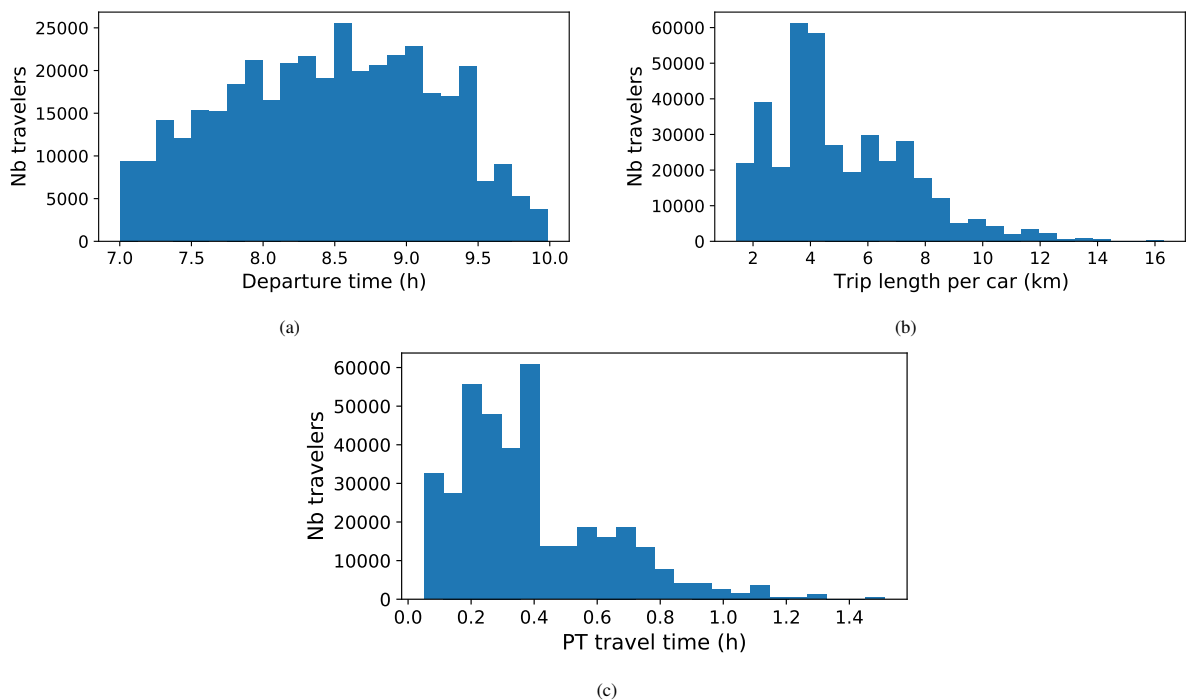 25000
20000
15000
10000
5000
0
Nb travelers
7.0 7.5 8.0 8.5 9.0 9.5 10.0
Departure time (h)
(a)
60000
50000
40000
30000
20000
10000
0
Nb travelers
2 4 6 8 10 12 14 16
Trip length per car (km)
(b)
60000
50000
40000
30000
20000
10000
0
Nb travelers
0.0 0.2 0.4 0.6 0.8 1.0 1.2 1.4
PT travel time (h)
(c)